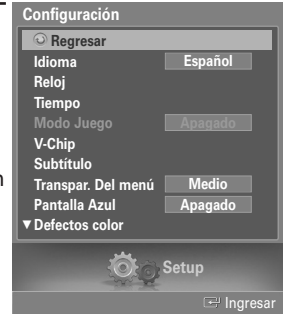 Configuración
Regresar
Idioma Español
Reloj
Tiempo
Modo Juego Apagado
V-Chip
Subtítulo
Transpar. Del menú Medio
Pantalla Azul Apagado
▼Defectos color
Setup
Ingresar